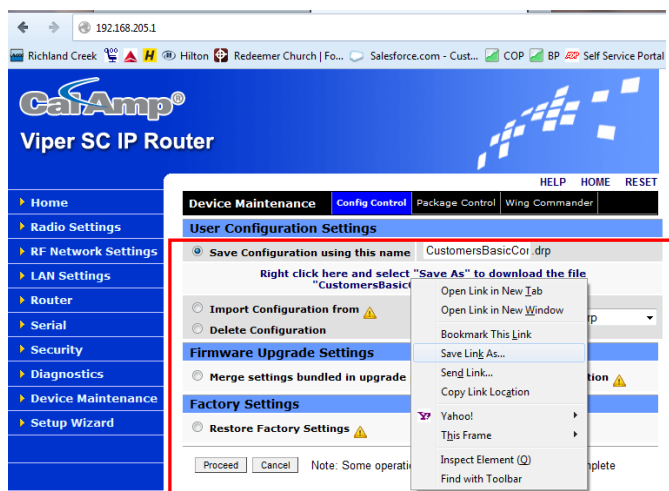 192.168.205.1
Richland Creek H Hilton Redeemer Church | Fo... Salesforce.com - Cust... COP BP Self Service Portal
CalAmp®
Viper SC IP Router
HELP HOME RESET
Home
Radio Settings
RF Network Settings
LAN Settings
Router
Serial
Security
Diagnostics
Device Maintenance
Setup Wizard
Device Maintenance Config Control Package Control Wing Commander
User Configuration Settings
Save Configuration using this name CustomersBasicCor .drp
Right click here and select "Save As" to download the file
"CustomersBasic
Import Configuration from rp
Delete Configuration
Firmware Upgrade Settings
Merge settings bundled in upgrade tion
Factory Settings
Restore Factory Settings
Proceed Cancel Note: Some operati plete
Open Link in New Tab
Open Link in New Window
Bookmark This Link
Save Link As...
Send Link...
Copy Link Location
Yahoo!
This Frame
Inspect Element (Q)
Find with Toolbar